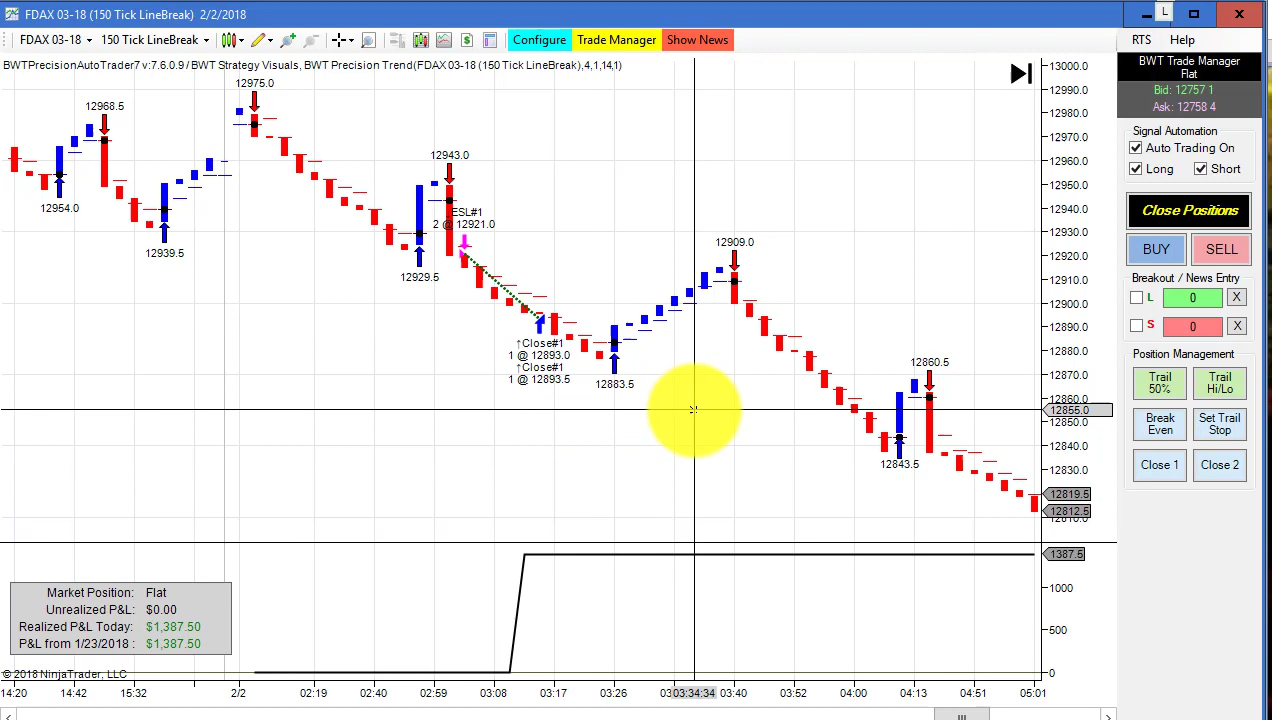 FDAX 03-18 (150 Tick LineBreak) 2/2/2018
L
FDAX 03-18 150 Tick LineBreak $ Configure Trade Manager Show News
RTS Help
BWTPrecisionAutoTrader7 v:7.6.0.9 / BWT Strategy Visuals, BWT Precision Trend(FDAX 03-18 (150 Tick LineBreak),4,1,14,1)
12975.0
12968.5
12954.0
12939.5
12943.0
ESL#1
2 @ 12921.0
12929.5
12909.0
↑Close#1
1 @ 12893.0
↑Close#1
1 @ 12893.5
12883.5
12860.5
12843.5
13000.0
12990.0
12980.0
12970.0
12960.0
12950.0
12940.0
12930.0
12920.0
12910.0
12900.0
12890.0
12880.0
12870.0
12860.0
12855.0
12850.0
12840.0
12830.0
12819.5
12812.5
12810.0
1387.5
1000
500
0
Market Position: Flat
Unrealized P&L: $0.00
Realized P&L Today: $1,387.50
P&L from 1/23/2018 : $1,387.50
© 2018 NinjaTrader, LLC
14:20 14:42 15:32 2/2 02:19 02:40 02:59 03:08 03:17 03:26 03:34:34 03:40 03:52 04:00 04:13 04:51 05:01
BWT Trade Manager
Flat
Bid: 12757 1
Ask: 12758 4
Signal Automation
Auto Trading On
Long Short
Close Positions
BUY SELL
Breakout / News Entry
L 0 X
S 0 X
Position Management
Trail
50%
Trail
Hi/Lo
Break
Even
Set Trail
Stop
Close 1 Close 2